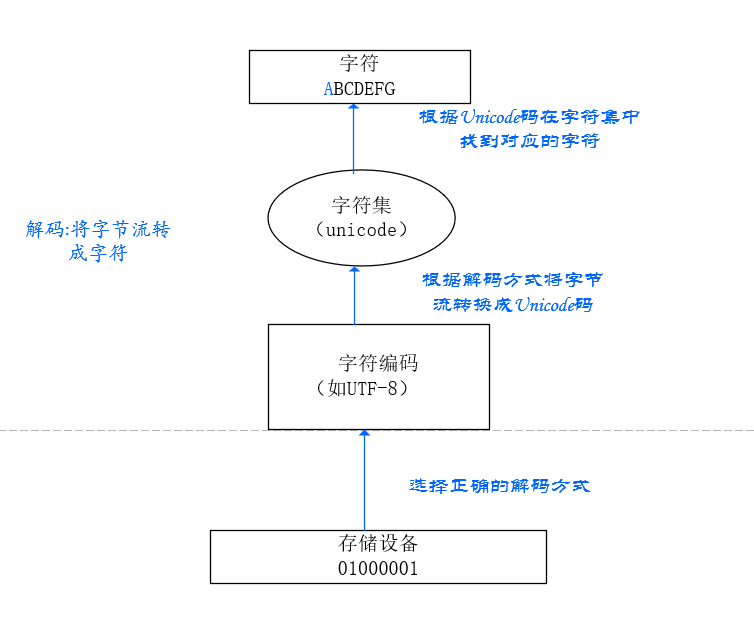 字符
ABCDEFG
根据Unicode码在字符集中
找到对应的字符
字符集
（unicode）
解码:将字节流转
成字符
根据解码方式将字节
流转换成Unicode码
字符编码
（如UTF-8）
选择正确的解码方式
存储设备
01000001